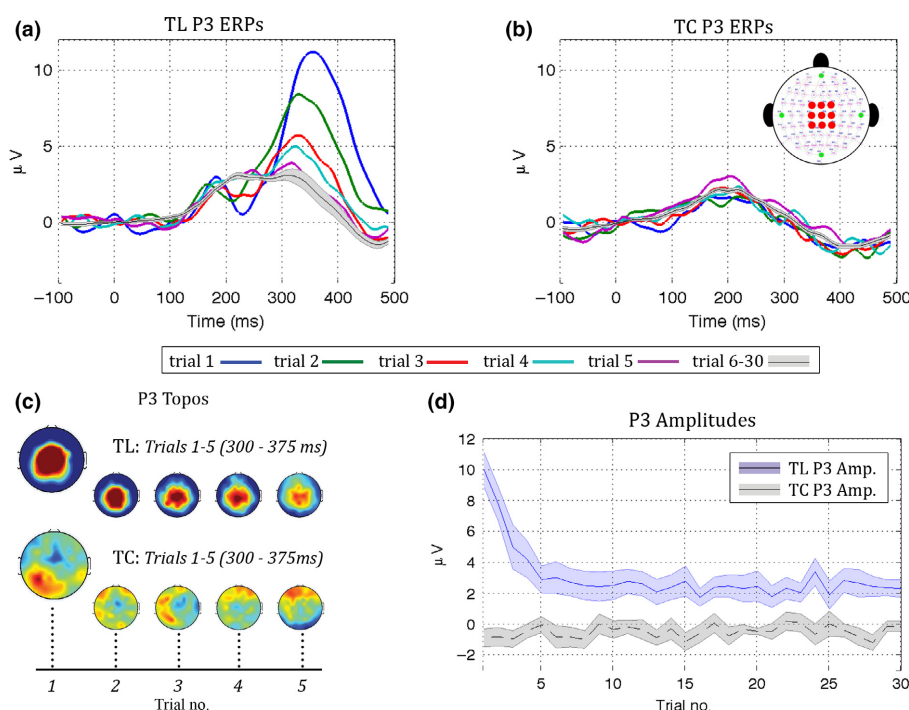 (a) TL P3 ERPs
10
5
0
μ V
−100 0 100 200 300 400 500
Time (ms)
(b) TC P3 ERPs
10
5
0
μ V
−100 0 100 200 300 400 500
Time (ms)
trial 1 trial 2 trial 3 trial 4 trial 5 trial 6-30
(c) P3 Topos
TL: Trials 1-5 (300 - 375 ms)
TC: Trials 1-5 (300 - 375ms)
1 2 3 4 5
Trial no.
(d) P3 Amplitudes
TL P3 Amp.
TC P3 Amp.
12
10
8
6
4
2
0
−2
μ V
5 10 15 20 25 30
Trial no.